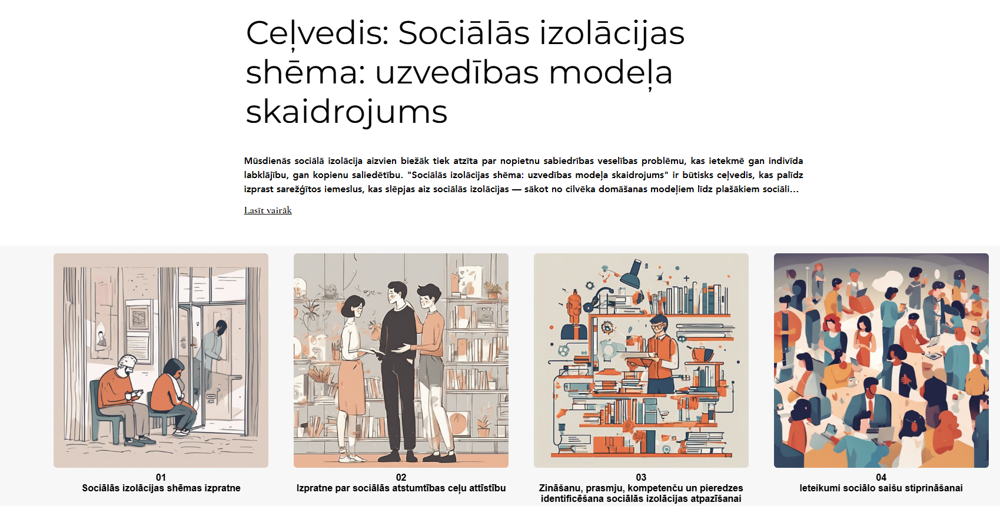 Ceļvedis: Sociālās izolācijas
shēma: uzvedības modeļa
skaidrojums
Mūsdienās sociālā izolācija aizvien biežāk tiek atzīta par nopietnu sabiedrības veselības problēmu, kas ietekmē gan indivīda
labklājību, gan kopienu saliedētību. "Sociālās izolācijas shēma: uzvedības modeļa skaidrojums" ir būtisks ceļvedis, kas palīdz
izprast sarežģītos iemeslus, kas slēpjas aiz sociālās izolācijas — sākot no cilvēka domāšanas modeļiem līdz plašākiem sociāli...
Lasīt vairāk
01
Sociālās izolācijas shēmas izpratne
02
Izpratne par sociālās atstumtības ceļu attīstību
03
Zināšanu, prasmju, kompetenču un pieredzes
identificēšana sociālās izolācijas atpazīšanai
04
Ieteikumi sociālo saišu stiprināšanai